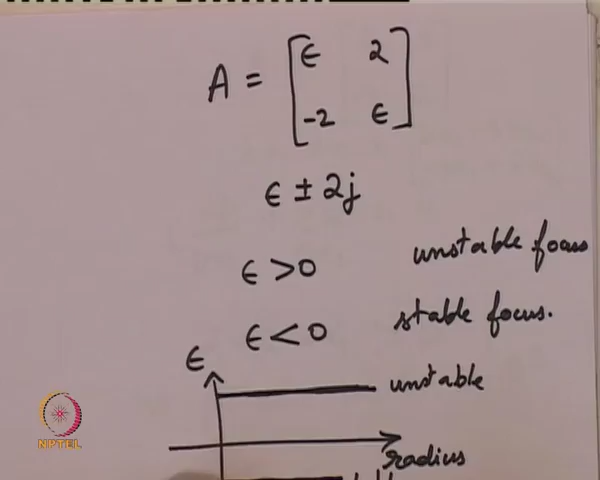 A = [ϵ 2
-2 ϵ]
ϵ ± 2j
ϵ > 0 unstable focus
ϵ < 0 stable focus.
ϵ
unstable
radius
NPTEL